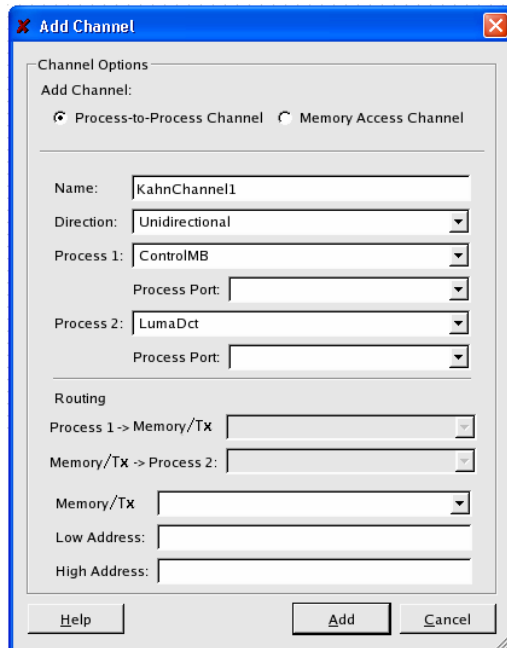 Add Channel
Channel Options
Add Channel:
Process-to-Process Channel Memory Access Channel
Name: KahnChannel1
Direction: Unidirectional
Process 1: ControlMB
Process Port:
Process 2: LumaDct
Process Port:
Routing
Process 1 -> Memory/Tx
Memory/Tx -> Process 2:
Memory/Tx
Low Address:
High Address:
Help Add Cancel